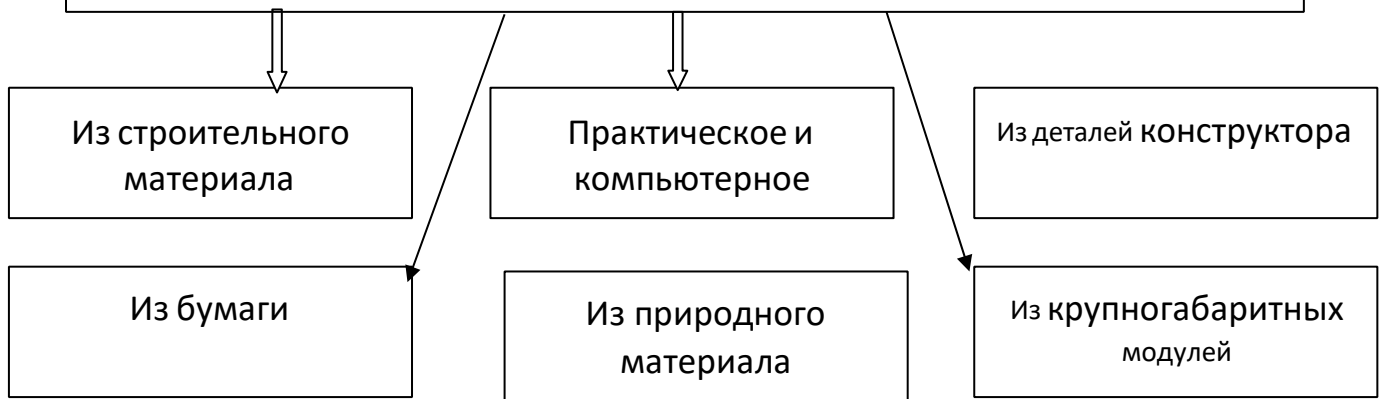 Из строительного
материала
Практическое и
компьютерное
Из деталей конструктора
Из бумаги
Из природного
материала
Из крупногабаритных
модулей